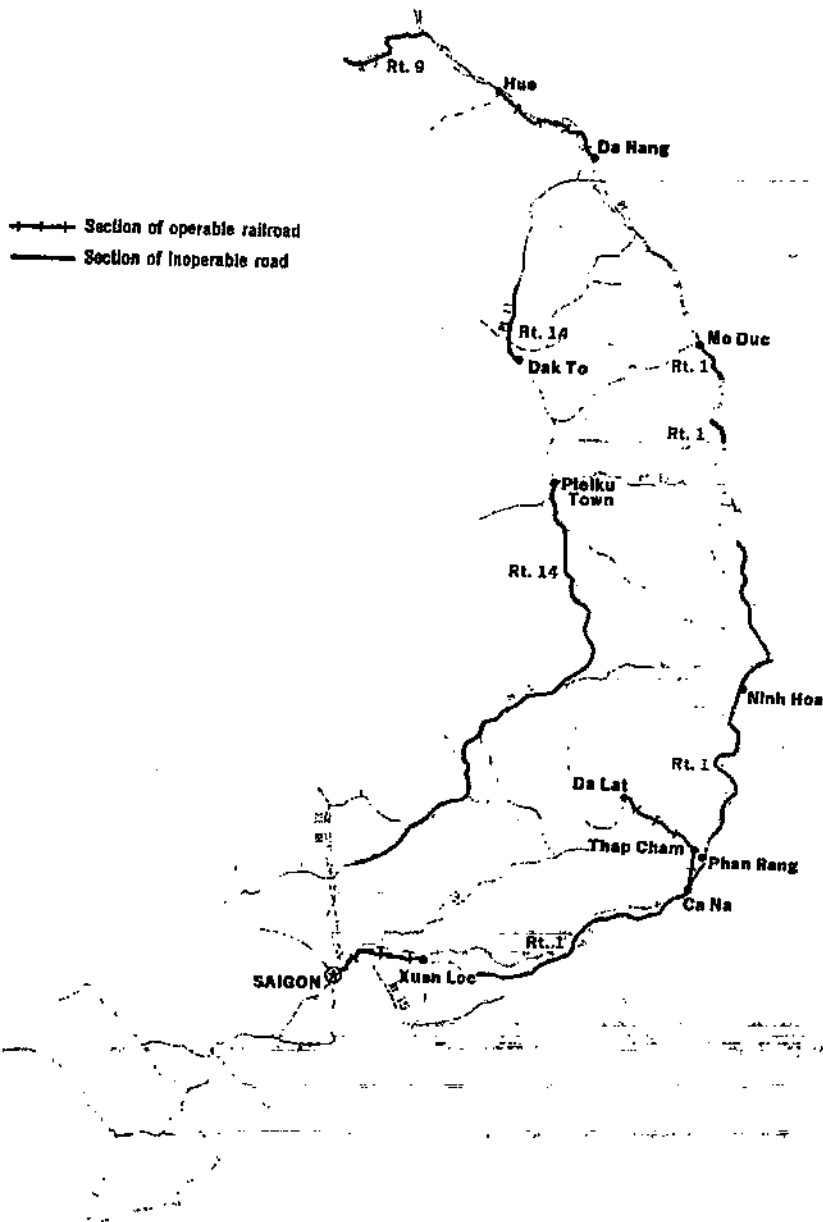 Rt. 9
Hue
Da Nang
Section of operable railroad
Section of inoperable road
Rt. 14
Mo Duc
Rt. 1
Dak To
Rt. 1
Pleiku
Town
Rt. 14
Ninh Hoa
Rt. 1
Da Lat
Thap Cham
Phan Rang
Ca Na
Rt. 1
Xuan Loc
SAIGON